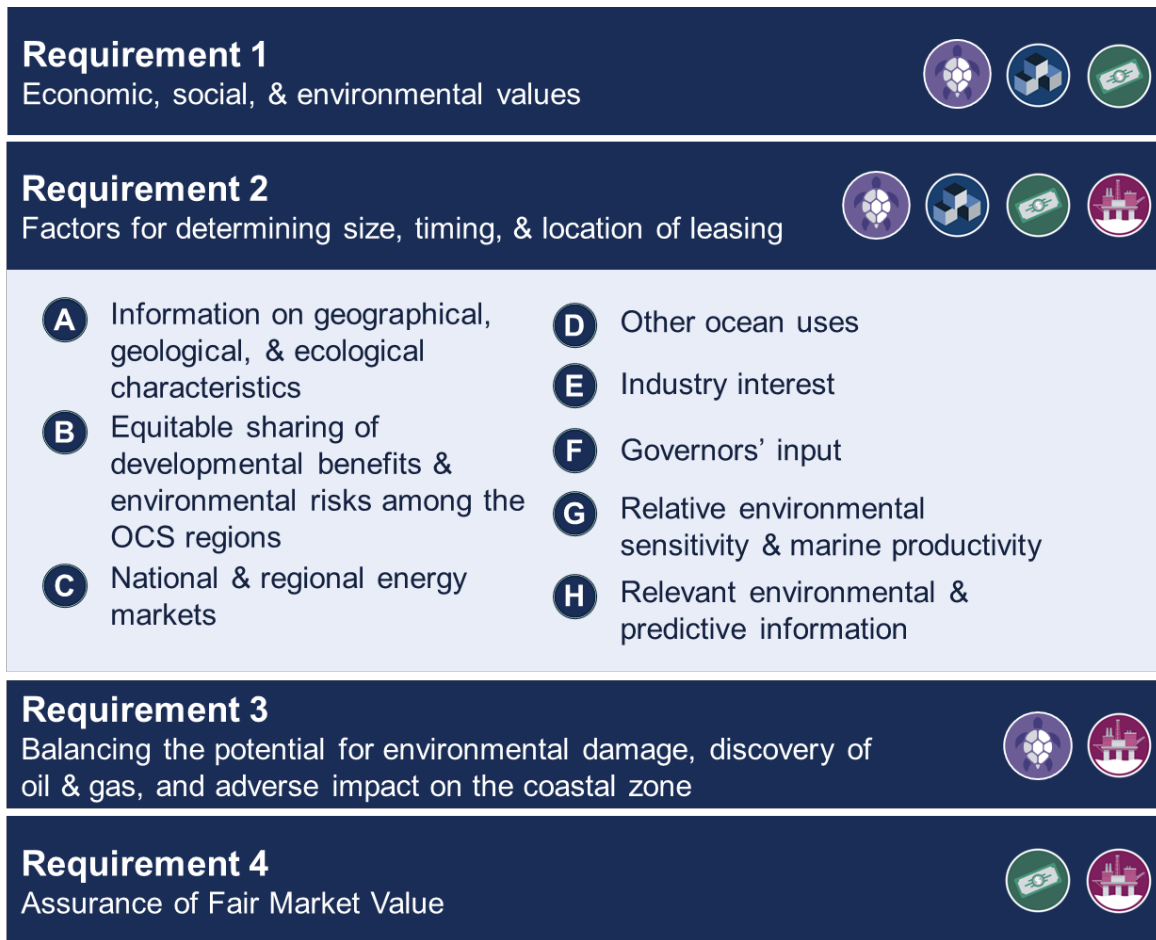 Requirement 1
Economic, social, & environmental values
Requirement 2
Factors for determining size, timing, & location of leasing
A
Information on geographical,
geological, & ecological
characteristics
B
Equitable sharing of
developmental benefits &
environmental risks among the
OCS regions
C
National & regional energy
markets
D
Other ocean uses
E
Industry interest
F
Governors’ input
G
Relative environmental
sensitivity & marine productivity
H
Relevant environmental &
predictive information
Requirement 3
Balancing the potential for environmental damage, discovery of
oil & gas, and adverse impact on the coastal zone
Requirement 4
Assurance of Fair Market Value